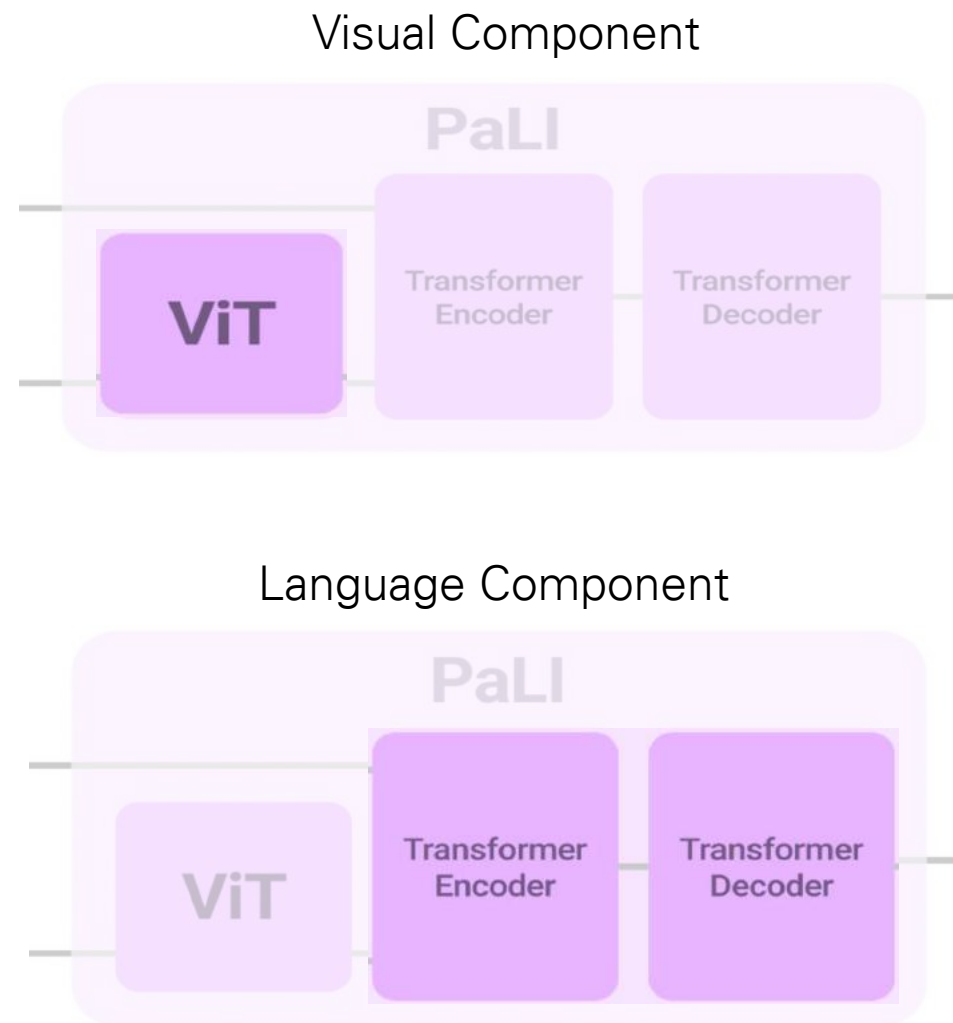 Visual Component
PaLI
ViT
Transformer
Encoder
Transformer
Decoder
Language Component
PaLI
ViT
Transformer
Encoder
Transformer
Decoder